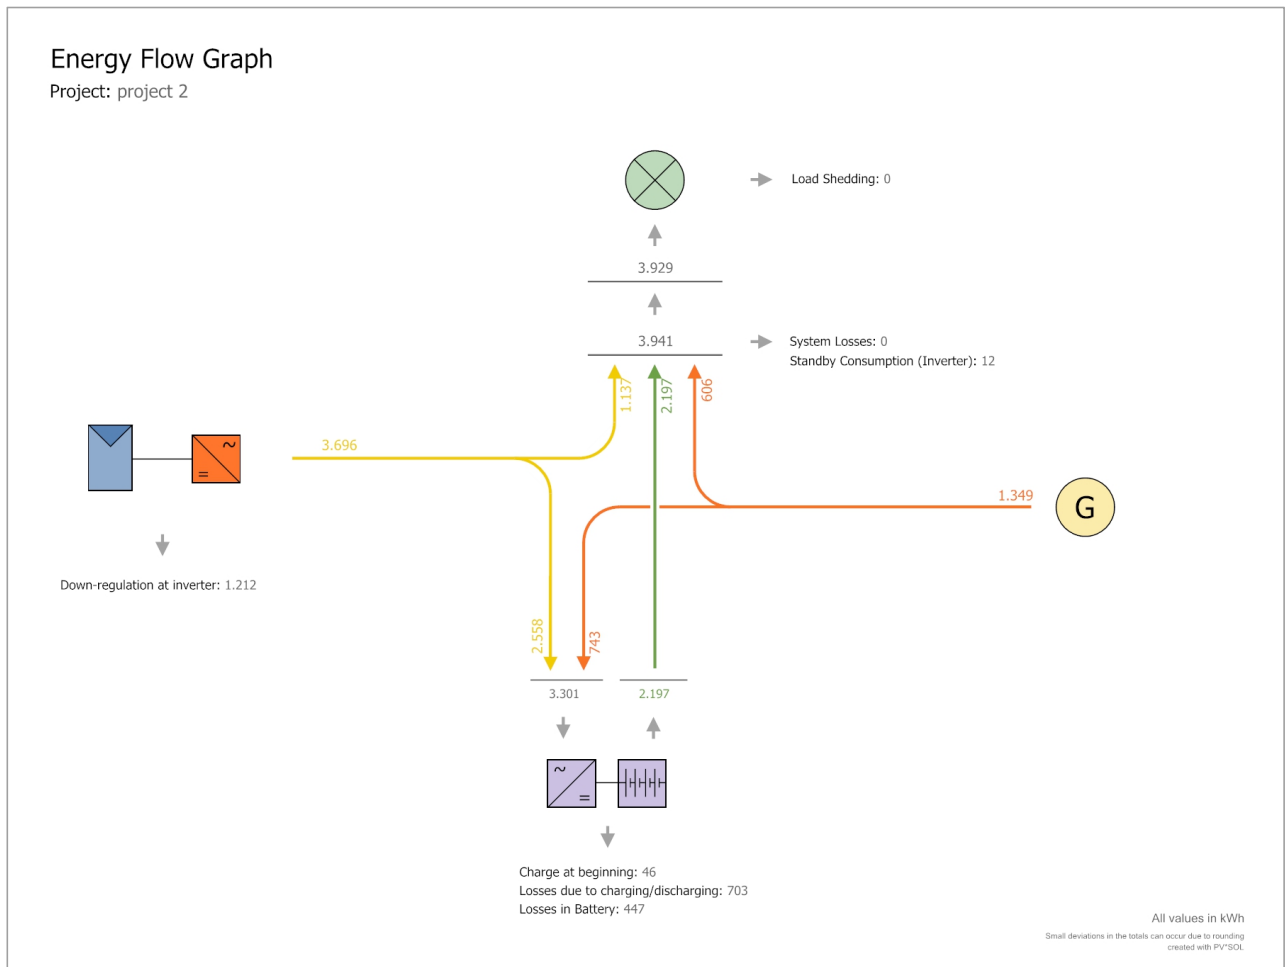 Energy Flow Graph
Project: project 2
Load Shedding: 0
3.929
3.941
System Losses: 0
Standby Consumption (Inverter): 12
1.137
2.197
606
3.696
1.349
G
Down-regulation at inverter: 1.212
2.558
743
3.301
2.197
Charge at beginning: 46
Losses due to charging/discharging: 703
Losses in Battery: 447
All values in kWh
Small deviations in the totals can occur due to rounding
created with PV*SOL